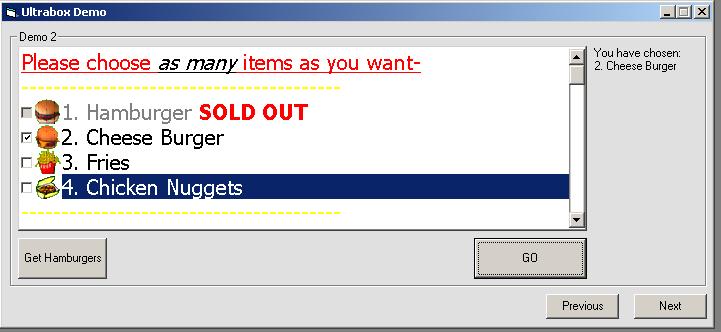 Ultrabox Demo
Demo 2
Please choose as many items as you want-
You have chosen:
2. Cheese Burger
1. Hamburger SOLD OUT
2. Cheese Burger
3. Fries
4. Chicken Nuggets
Get Hamburgers
GO
Previous
Next